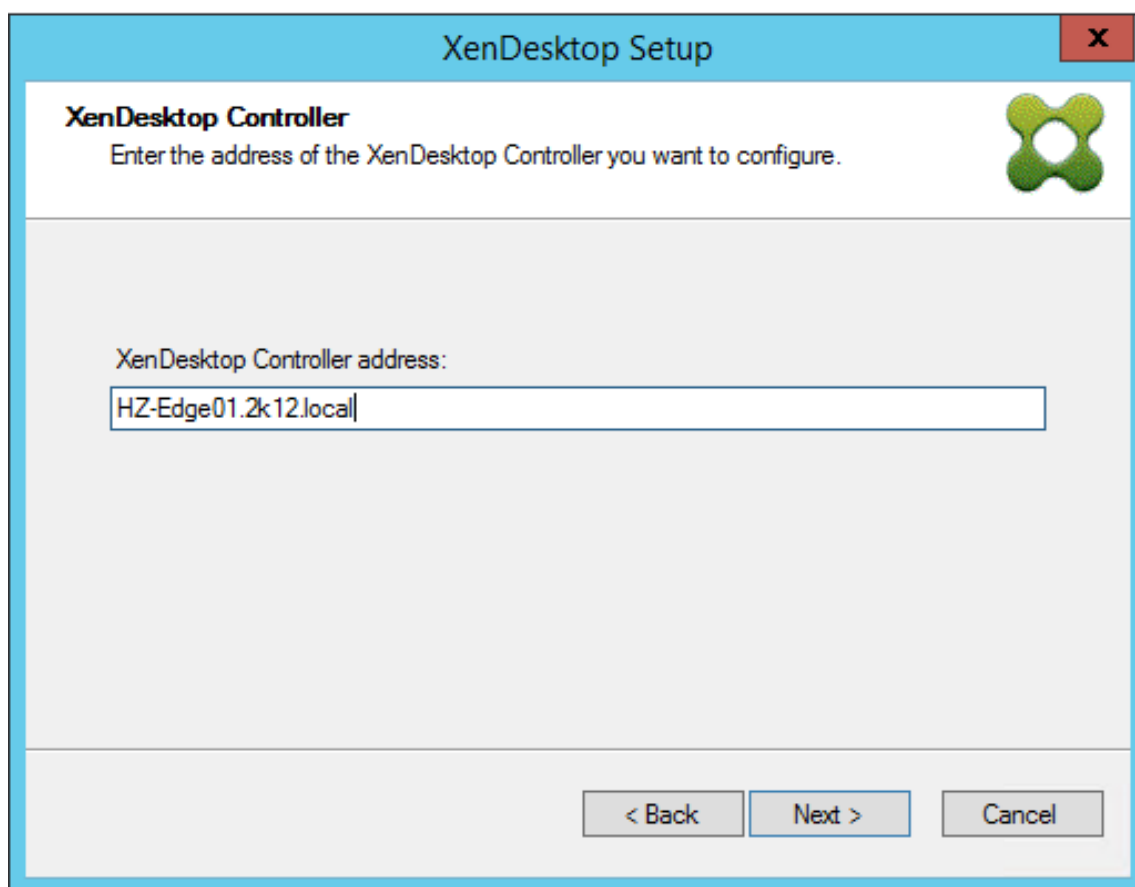 XenDesktop Setup
x
XenDesktop Controller
Enter the address of the XenDesktop Controller you want to configure.
XenDesktop Controller address:
HZ-Edge01.2k12.local
< Back Next > Cancel